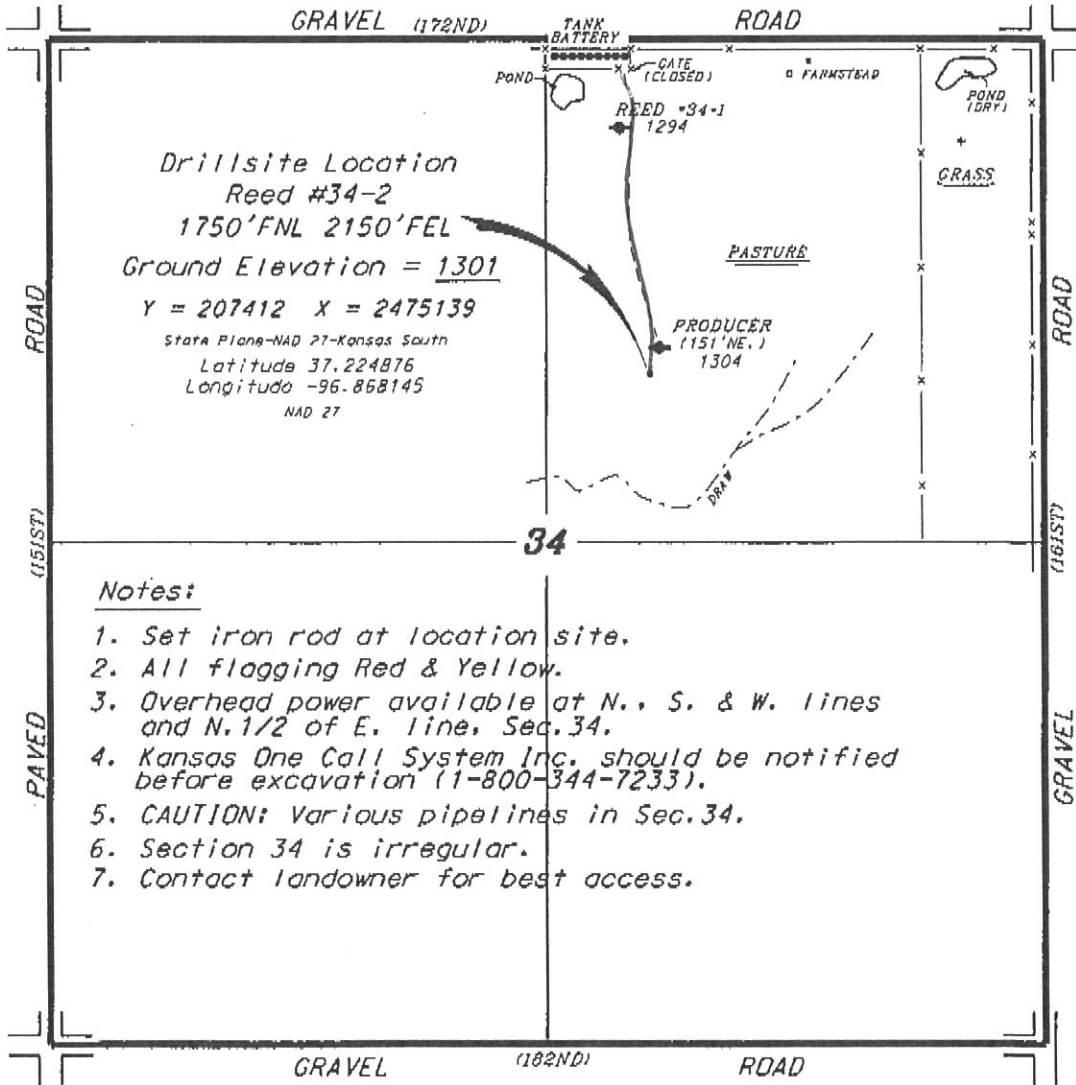 GRAVEL (172ND) ROAD
TANK
BATTERY
POND
GATE
(CLOSED)
FARMSTEAD
POND
(DRY)
REED #34-1
1294
GRASS
Drillsite Location
Reed #34-2
1750'FNL 2150'FEL
Ground Elevation = 1301
Y = 207412 X = 2475139
State Plane-NAD 27-Kansas South
Latitude 37.224876
Longitude -96.868145
NAD 27
PASTURE
PRODUCER
(151'NE.)
1304
DRAW
ROAD
(151ST)
PAVED
ROAD
(161ST)
GRAVEL
34
Notes:
1. Set iron rod at location site.
2. All flagging Red & Yellow.
3. Overhead power available at N., S. & W. lines
and N.1/2 of E. line, Sec.34.
4. Kansas One Call System Inc. should be notified
before excavation (1-800-344-7233).
5. CAUTION: Various pipelines in Sec.34.
6. Section 34 is irregular.
7. Contact landowner for best access.
GRAVEL (182ND) ROAD